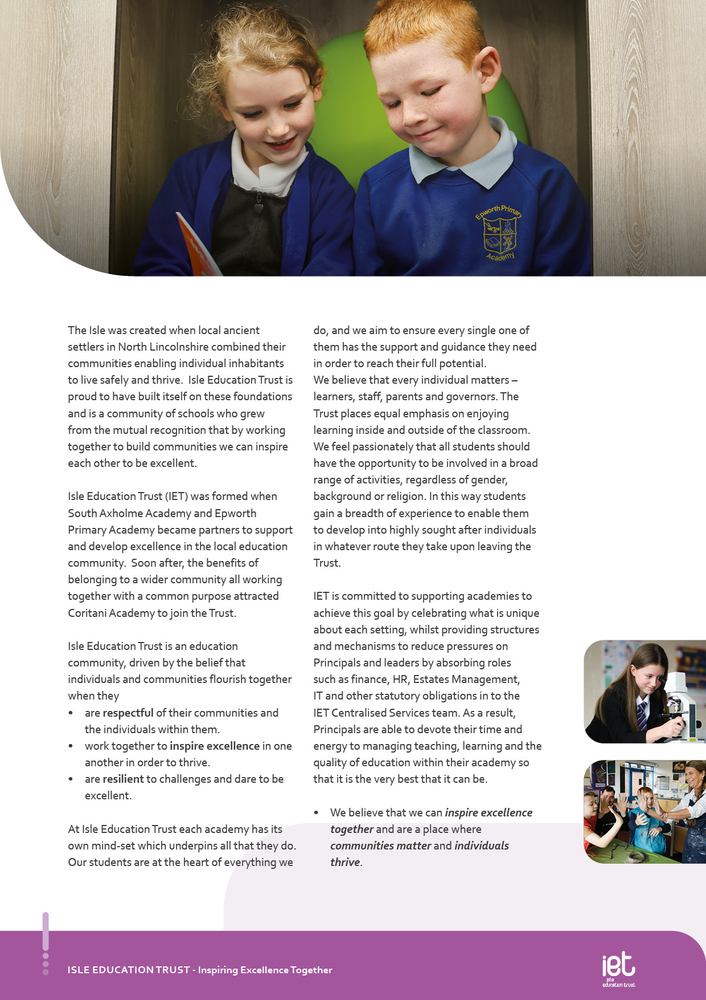 Epworth Primary
Academy
The Isle was created when local ancient
settlers in North Lincolnshire combined their
communities enabling individual inhabitants
to live safely and thrive.  Isle Education Trust is
proud to have built itself on these foundations
and is a community of schools who grew
from the mutual recognition that by working
together to build communities we can inspire
each other to be excellent.
Isle Education Trust (IET) was formed when
South Axholme Academy and Epworth
Primary Academy became partners to support
and develop excellence in the local education
community.  Soon after, the benefits of
belonging to a wider community all working
together with a common purpose attracted
Coritani Academy to join the Trust.
Isle Education Trust is an education
community, driven by the belief that
individuals and communities flourish together
when they
• are respectful of their communities and
the individuals within them.
• work together to inspire excellence in one
another in order to thrive.
• are resilient to challenges and dare to be
excellent.
At Isle Education Trust each academy has its
own mind-set which underpins all that they do.
Our students are at the heart of everything we
do, and we aim to ensure every single one of
them has the support and guidance they need
in order to reach their full potential.
We believe that every individual matters –
learners, staff, parents and governors. The
Trust places equal emphasis on enjoying
learning inside and outside of the classroom.
We feel passionately that all students should
have the opportunity to be involved in a broad
range of activities, regardless of gender,
background or religion. In this way students
gain a breadth of experience to enable them
to develop into highly sought after individuals
in whatever route they take upon leaving the
Trust.
IET is committed to supporting academies to
achieve this goal by celebrating what is unique
about each setting, whilst providing structures
and mechanisms to reduce pressures on
Principals and leaders by absorbing roles
such as finance, HR, Estates Management,
IT and other statutory obligations in to the
IET Centralised Services team. As a result,
Principals are able to devote their time and
energy to managing teaching, learning and the
quality of education within their academy so
that it is the very best that it can be.
• We believe that we can inspire excellence
together and are a place where
communities matter and individuals
thrive.
ISLE EDUCATION TRUST - Inspiring Excellence Together
iet
isle
education trust